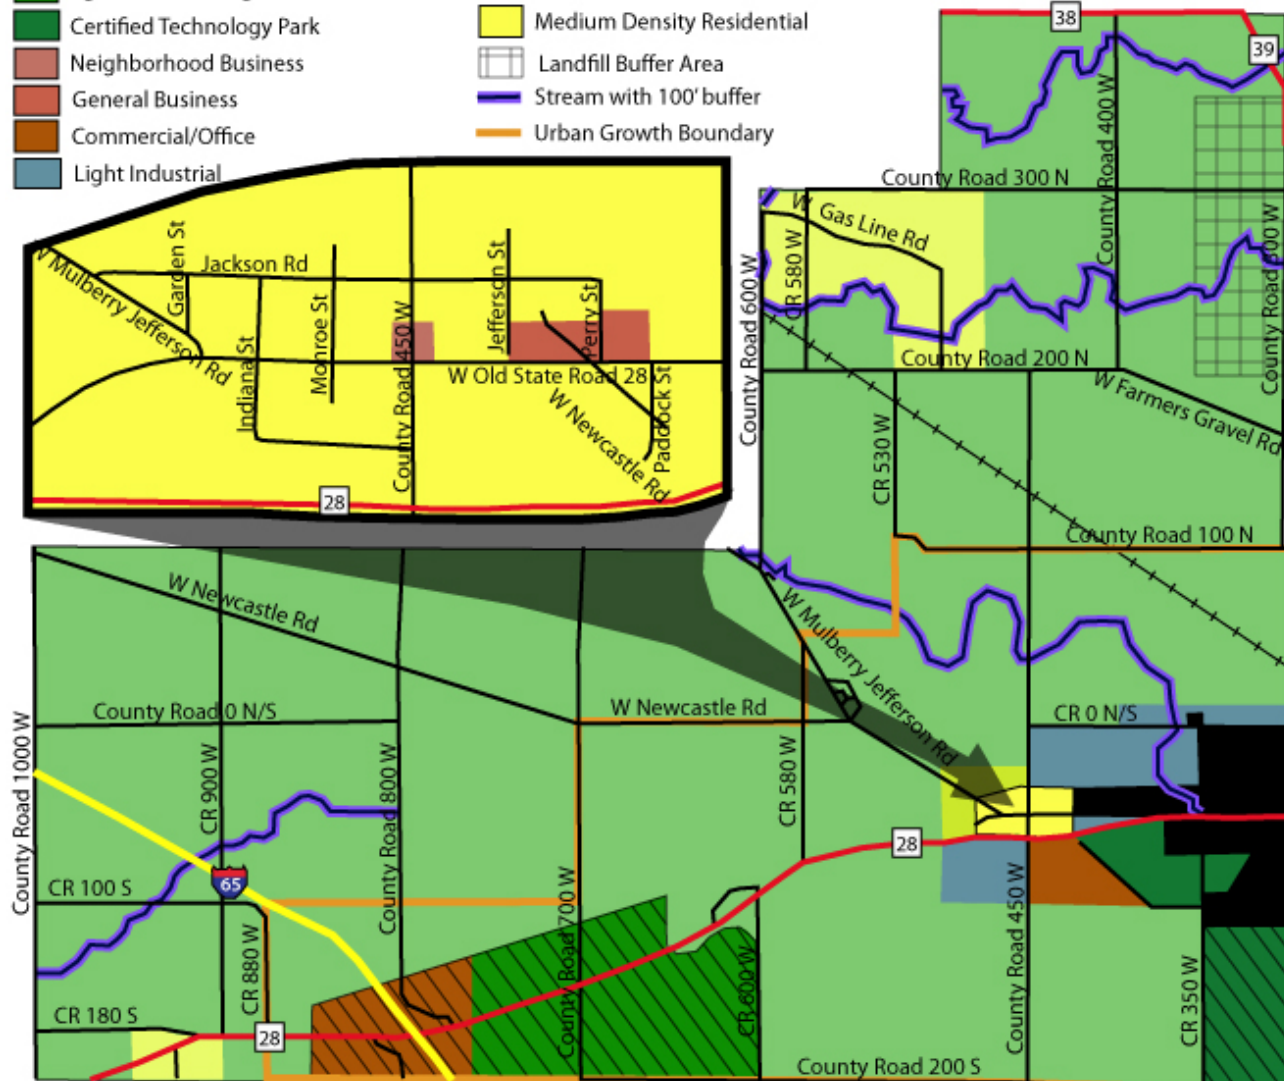 Certified Technology Park
Neighborhood Business
General Business
Commercial/Office
Light Industrial
Medium Density Residential
Landfill Buffer Area
Stream with 100' buffer
Urban Growth Boundary
38
39
County Road 400 W
County Road 300 N
W Gas Line Rd
CR 580 W
County Road 600 W
County Road 200 N
W Farmers Gravel Rd
CR 530 W
County Road 100 N
W Mulberry Jefferson Rd
Garden St
Jackson Rd
Indiana St
Monroe St
County Road 450 W
Jefferson St
Perry St
W Old State Road 28
W Newcastle Rd
Paddock St
28
W Newcastle Rd
County Road 0 N/S
W Newcastle Rd
W Mulberry Jefferson Rd
CR 0 N/S
County Road 1000 W
CR 900 W
County Road 800 W
CR 580 W
28
65
CR 100 S
CR 880 W
County Road 700 W
CR 600 W
County Road 450 W
CR 350 W
CR 180 S
28
County Road 200 S